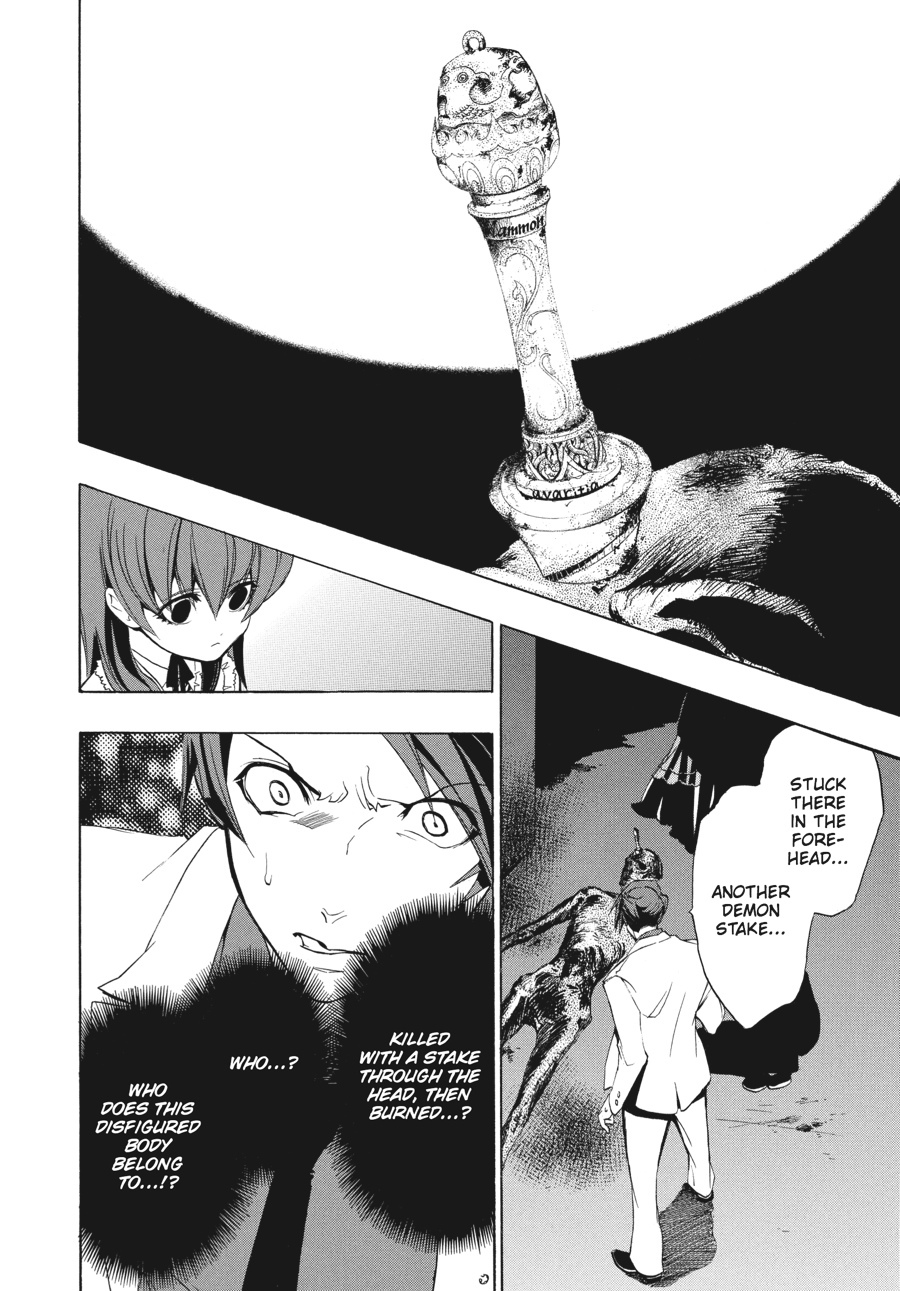 Mammon
avaritia
STUCK
THERE
IN THE
FORE-
HEAD...
ANOTHER
DEMON
STAKE...
KILLED
WITH A STAKE
THROUGH THE
HEAD, THEN
BURNED...?
WHO...?
WHO
DOES THIS
DISFIGURED
BODY
BELONG
TO...!?